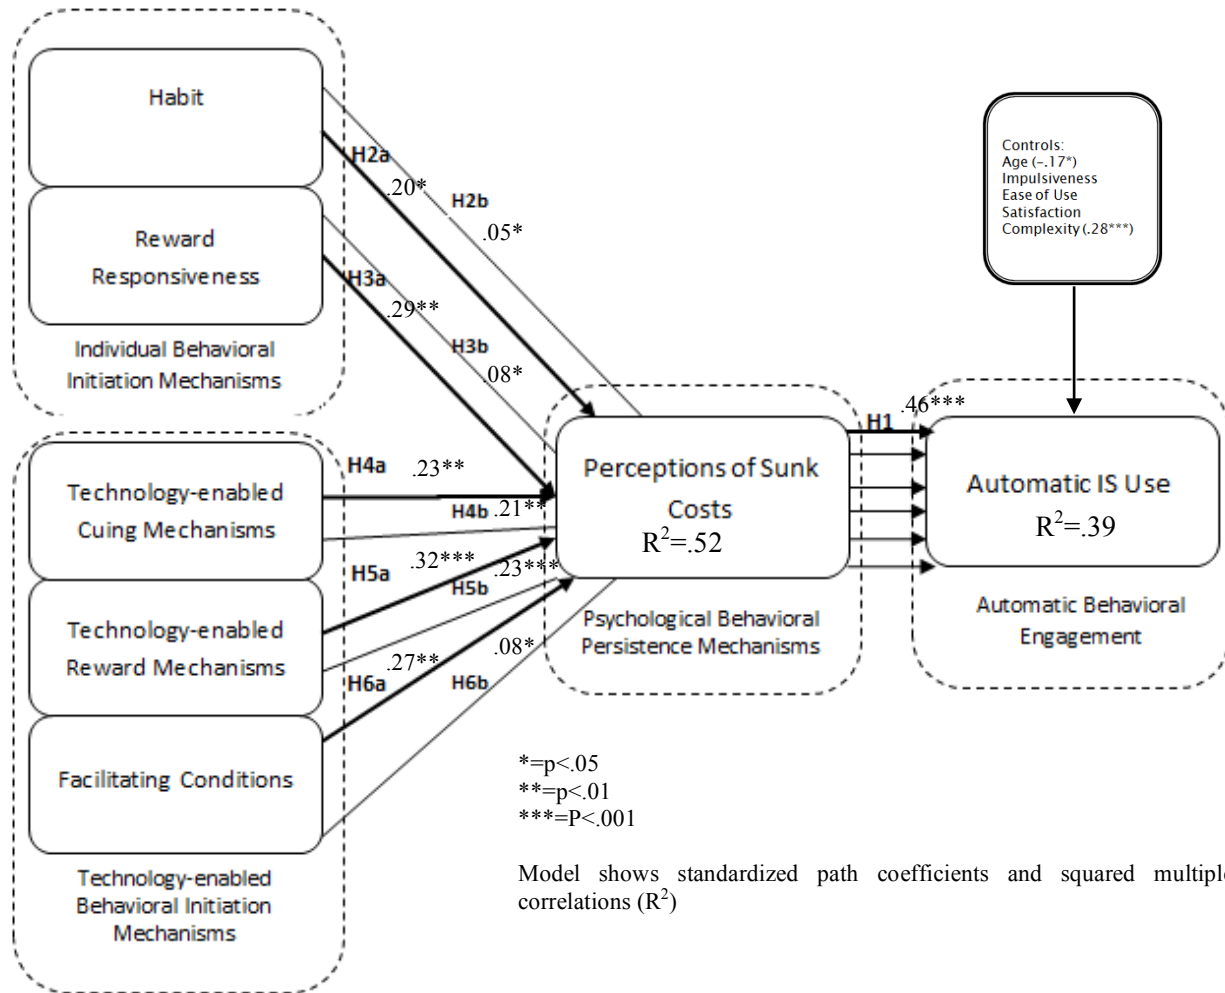 Habit
Reward
Responsiveness
Individual Behavioral
Initiation Mechanisms
H2a
.20*
H2b
.05*
H3a
.29**
H3b
.08*
Controls:
Age (-.17*)
Impulsiveness
Ease of Use
Satisfaction
Complexity (.28***)
Technology-enabled
Cuing Mechanisms
Technology-enabled
Reward Mechanisms
Facilitating Conditions
Technology-enabled
Behavioral Initiation
Mechanisms
H4a
.23**
H4b
.21**
H5a
.32***
H5b
.23***
H6a
.27**
H6b
.08*
Perceptions of Sunk
Costs
R²=.52
Psychological Behavioral
Persistence Mechanisms
H1
.46***
Automatic IS Use
R²=.39
Automatic Behavioral
Engagement
*=p<.05
**=p<.01
***=P<.001
Model shows standardized path coefficients and squared multiple
correlations (R²)